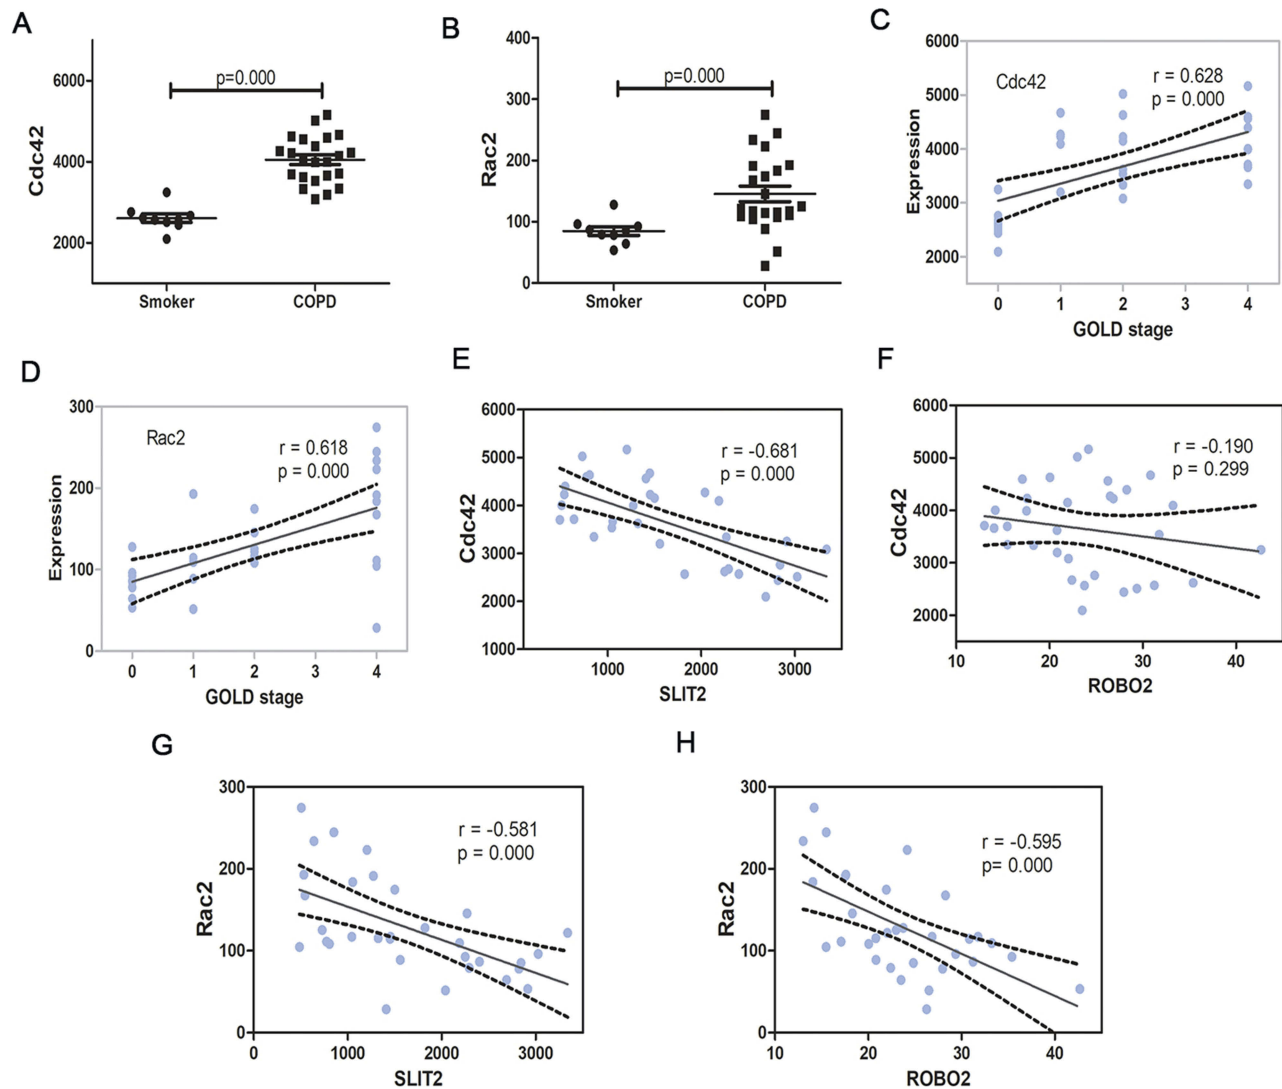 A
Cdc42
6000
4000
2000
p=0.000
Smoker COPD
B
Rac2
400
300
200
100
0
p=0.000
Smoker COPD
C
Expression
6000
5000
4000
3000
2000
Cdc42
r = 0.628
p = 0.000
0 1 2 3 4
GOLD stage
D
Expression
300
200
100
0
Rac2
r = 0.618
p = 0.000
0 1 2 3 4
GOLD stage
E
Cdc42
6000
5000
4000
3000
2000
1000
r = -0.681
p = 0.000
1000 2000 3000
SLIT2
F
Cdc42
6000
5000
4000
3000
2000
r = -0.190
p = 0.299
10 20 30 40
ROBO2
G
Rac2
300
200
100
0
r = -0.581
p = 0.000
0 1000 2000 3000
SLIT2
H
Rac2
300
200
100
0
r = -0.595
p= 0.000
10 20 30 40
ROBO2